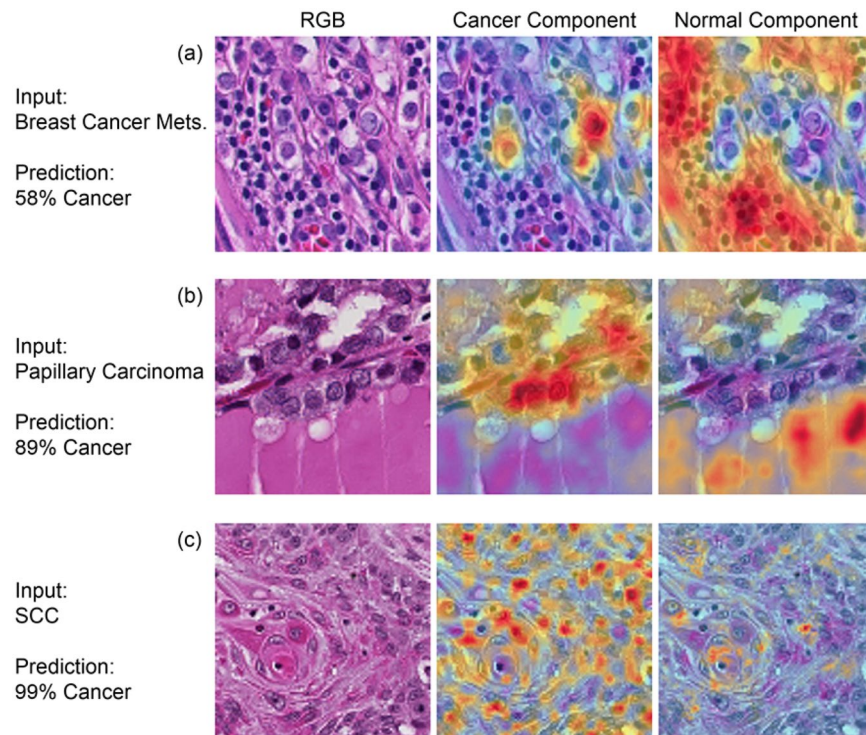 RGB
Cancer Component
Normal Component
(a)
Input:
Breast Cancer Mets.
Prediction:
58% Cancer
(b)
Input:
Papillary Carcinoma
Prediction:
89% Cancer
(c)
Input:
SCC
Prediction:
99% Cancer